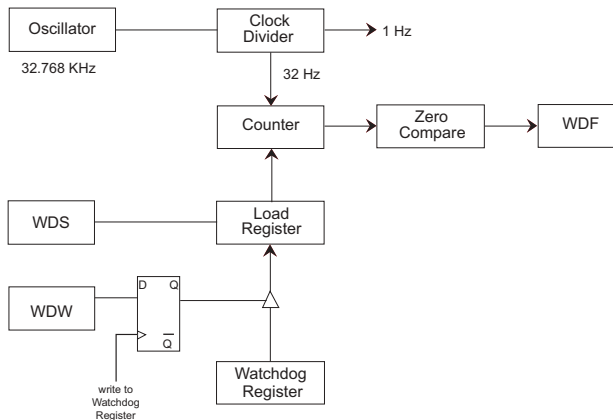 Oscillator
Clock
Divider
1 Hz
32.768 KHz
32 Hz
Counter
Zero
Compare
WDF
WDS
Load
Register
D Q
WDW
Q
Watchdog
Register
write to
Watchdog
Register